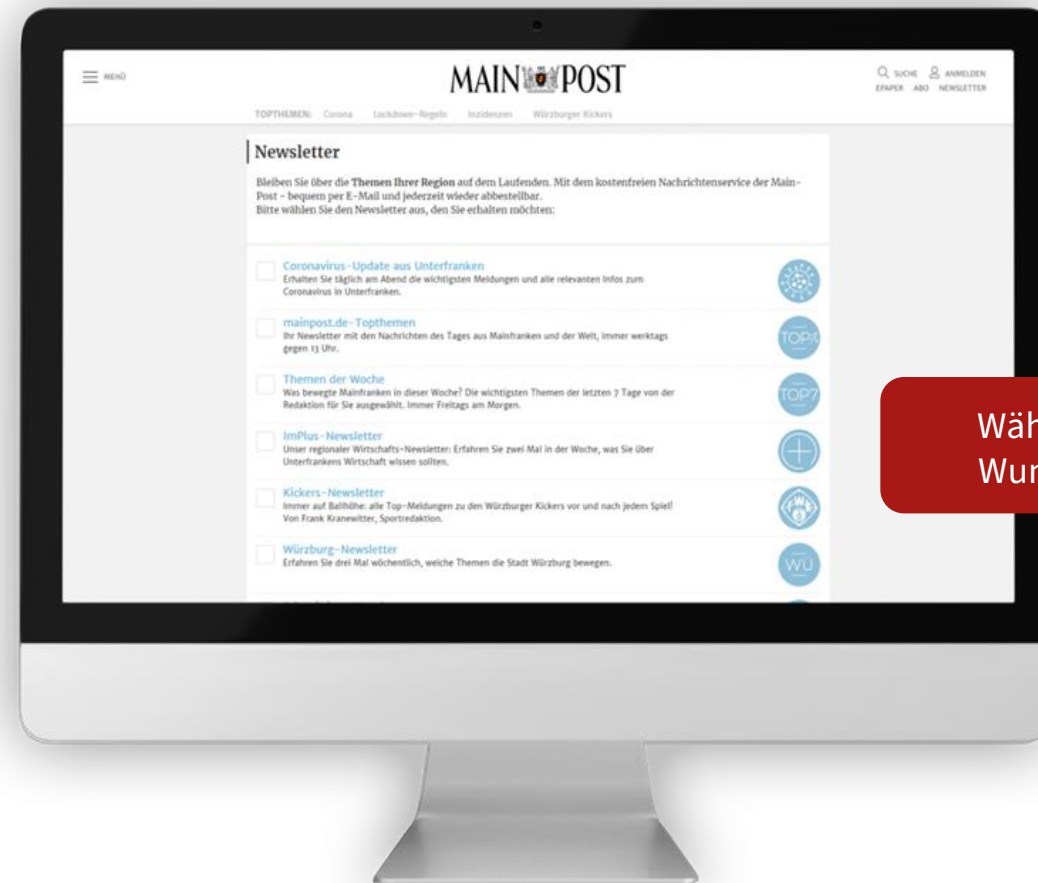 MENÜ
MAIN POST
SUCHE ANMELDEN
EPAPER ABO NEWSLETTER
TOPTHEMEN: Corona Lockdown-Regeln Inzidenzen Würzburger Kickers
Newsletter
Bleiben Sie über die Themen Ihrer Region auf dem Laufenden. Mit dem kostenfreien Nachrichtenservice der Main-
Post - bequem per E-Mail und jederzeit wieder abbestellbar.
Bitte wählen Sie den Newsletter aus, den Sie erhalten möchten:
Coronavirus-Update aus Unterfranken
Erhalten Sie täglich am Abend die wichtigsten Meldungen und alle relevanten Infos zum
Coronavirus in Unterfranken.
mainpost.de-Topthemen
Ihr Newsletter mit den Nachrichten des Tages aus Mainfranken und der Welt, immer werktags
gegen 13 Uhr.
Themen der Woche
Was bewegte Mainfranken in dieser Woche? Die wichtigsten Themen der letzten 7 Tage von der
Redaktion für Sie ausgewählt. Immer Freitags am Morgen.
TOP7
ImPlus-Newsletter
Unser regionaler Wirtschafts-Newsletter: Erfahren Sie zwei Mal in der Woche, was Sie über
Unterfrankens Wirtschaft wissen sollten.
Kickers-Newsletter
Immer auf Ballhöhe: alle Top-Meldungen zu den Würzburger Kickers vor und nach jedem Spiel!
Von Frank Kranewitter, Sportredaktion.
Würzburg-Newsletter
Erfahren Sie drei Mal wöchentlich, welche Themen die Stadt Würzburg bewegen.
WÜ
Wäh
Wur